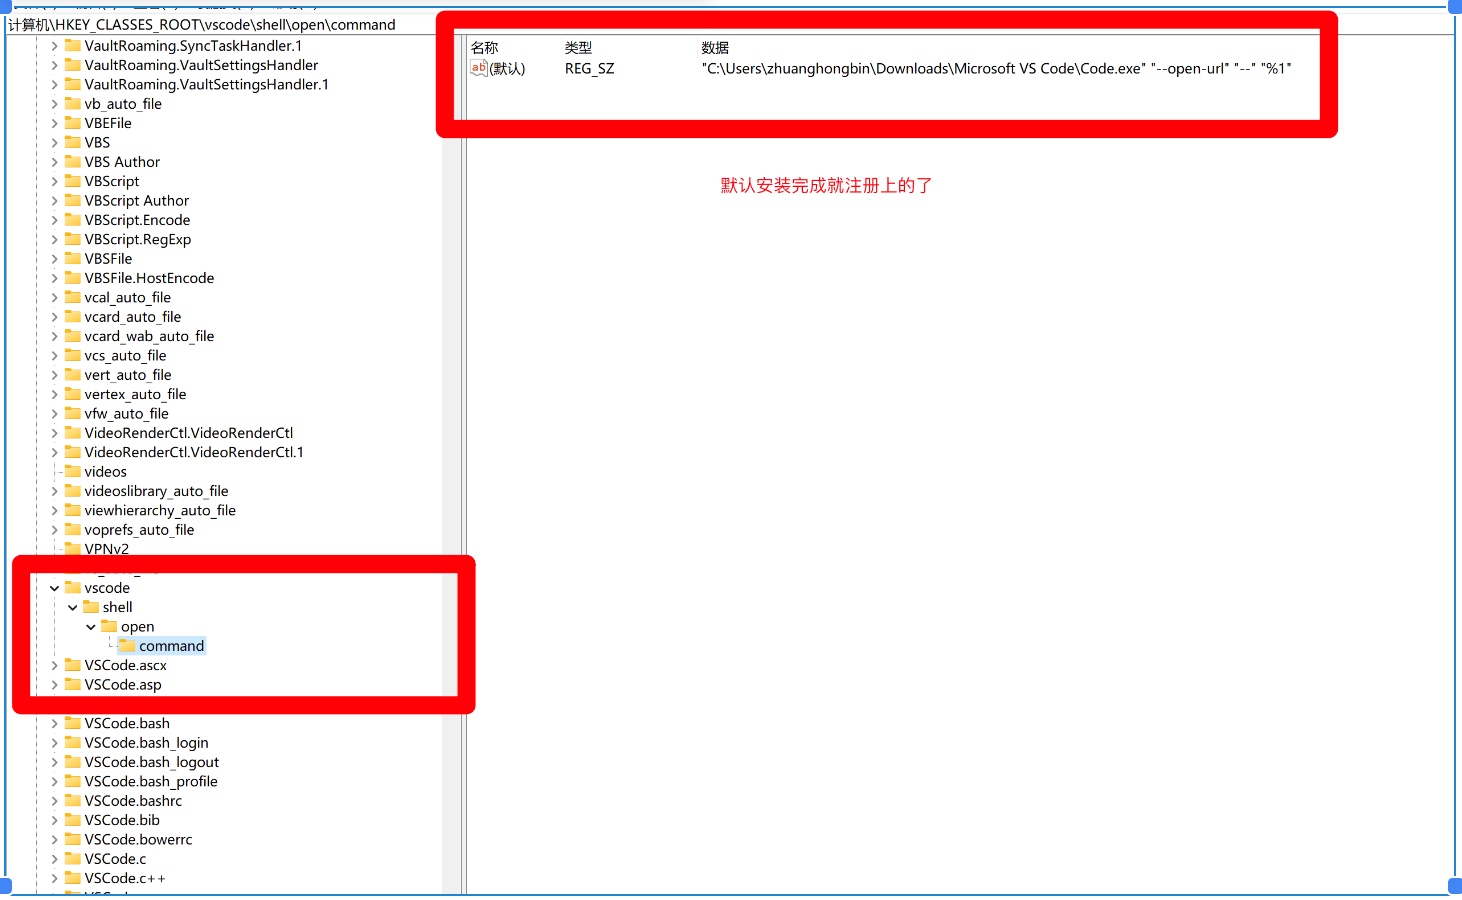 计算机\HKEY_CLASSES_ROOT\vscode\shell\open\command
VaultRoaming.SyncTaskHandler.1
VaultRoaming.VaultSettingsHandler
VaultRoaming.VaultSettingsHandler.1
vb_auto_file
VBEFile
VBS
VBS Author
VBScript
VBScript Author
VBScript.Encode
VBScript.RegExp
VBSFile
VBSFile.HostEncode
vcal_auto_file
vcard_auto_file
vcard_wab_auto_file
vcs_auto_file
vert_auto_file
vertex_auto_file
vfw_auto_file
VideoRenderCtl.VideoRenderCtl
VideoRenderCtl.VideoRenderCtl.1
videos
videoslibrary_auto_file
viewhierarchy_auto_file
voprefs_auto_file
VPNv2
vscode
shell
open
command
VSCode.ascx
VSCode.asp
VSCode.bash
VSCode.bash_login
VSCode.bash_logout
VSCode.bash_profile
VSCode.bashrc
VSCode.bib
VSCode.bowerrc
VSCode.c
VSCode.c++
名称 类型 数据
ab (默认) REG_SZ "C:\Users\zhuanghongbin\Downloads\Microsoft VS Code\Code.exe" "--open-url" "--" "%1"
默认安装完成就注册上的了